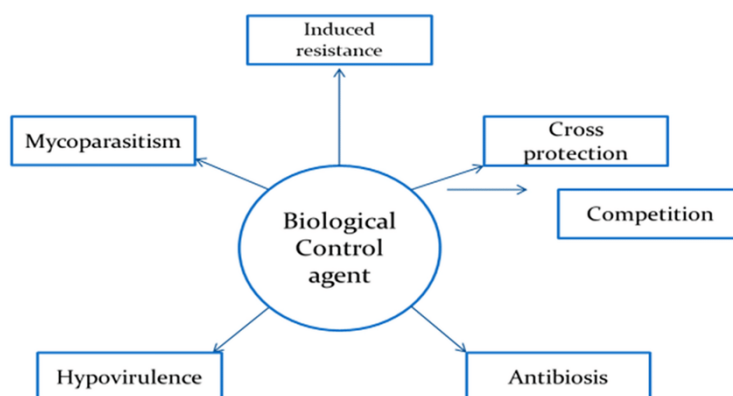 Induced
resistance
Mycoparasitism
Cross
protection
Competition
Biological
Control
agent
Hypovirulence
Antibiosis